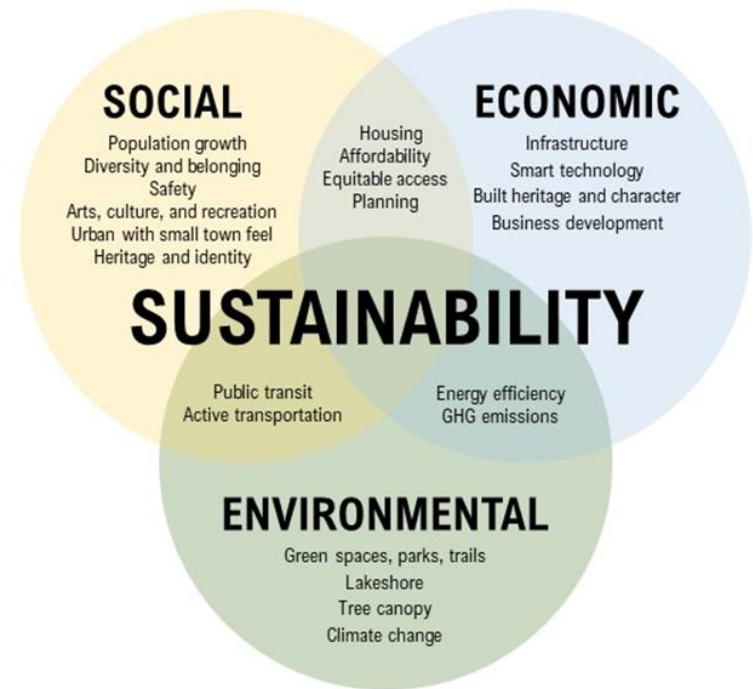 SOCIAL
Population growth
Diversity and belonging
Safety
Arts, culture, and recreation
Urban with small town feel
Heritage and identity
Housing
Affordability
Equitable access
Planning
ECONOMIC
Infrastructure
Smart technology
Built heritage and character
Business development
SUSTAINABILITY
Public transit
Active transportation
Energy efficiency
GHG emissions
ENVIRONMENTAL
Green spaces, parks, trails
Lakeshore
Tree canopy
Climate change